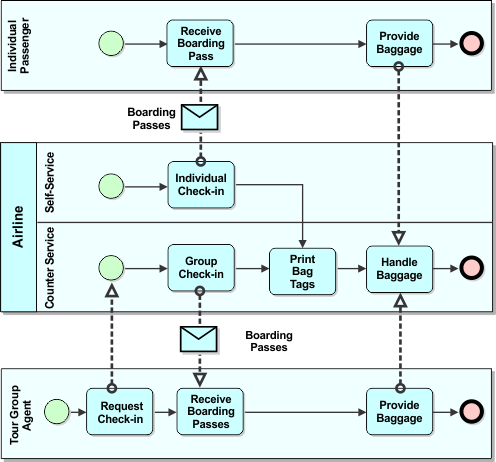 Individual
Passenger
Receive
Boarding
Pass
Provide
Baggage
Boarding
Passes
Airline
Self-Service
Individual
Check-in
Counter Service
Group
Check-in
Print
Bag
Tags
Handle
Baggage
Boarding
Passes
Tour Group
Agent
Request
Check-in
Receive
Boarding
Passes
Provide
Baggage